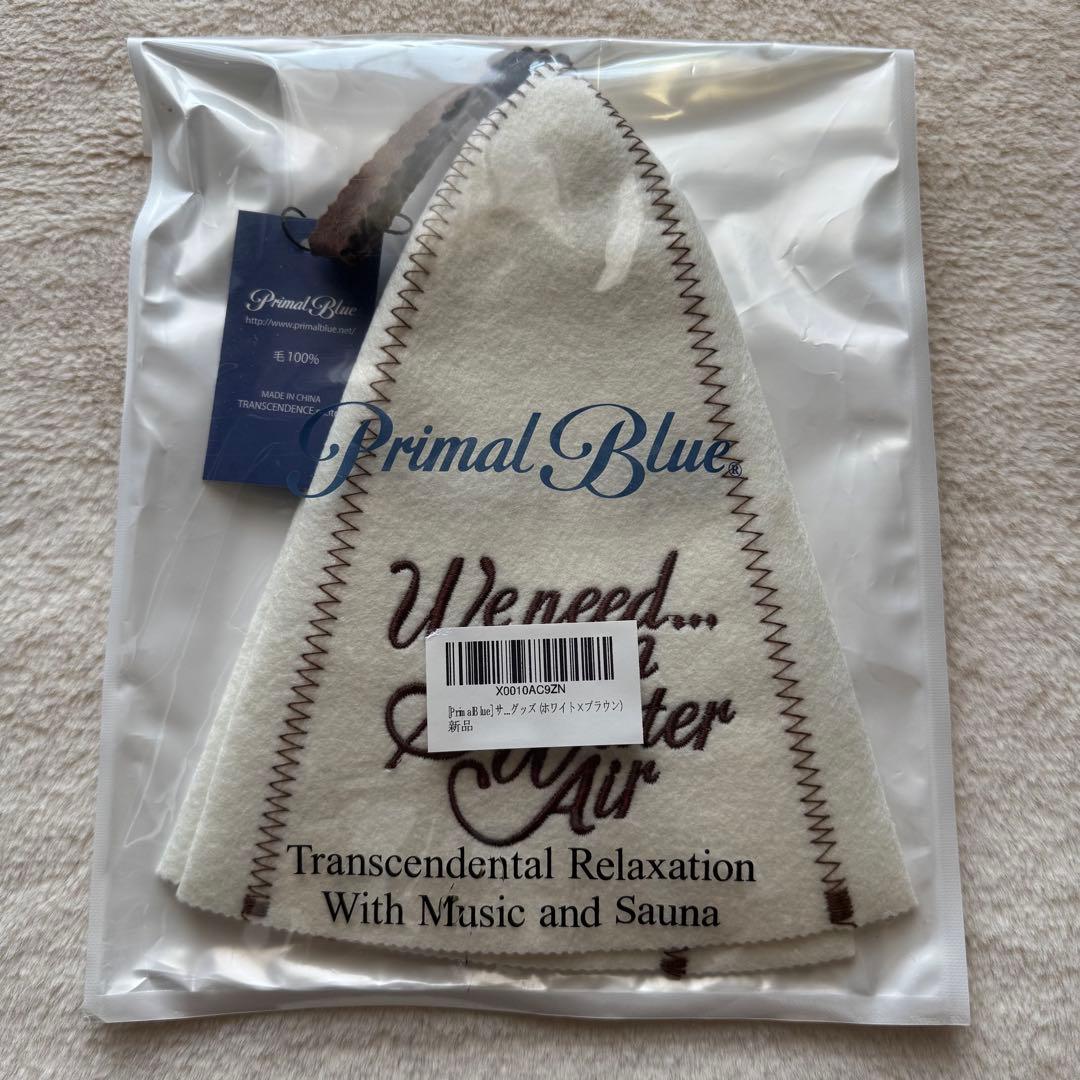 Primal Blue
http://www.primalblue.net/
毛100%
MADE IN CHINA
TRANSCENDENCE
Primal Blue®
We need...
X0010AC9ZN
[PrimalBlue] サ...グッズ (ホワイト×ブラウン)
新品
Air
Transcendental Relaxation
With Music and Sauna